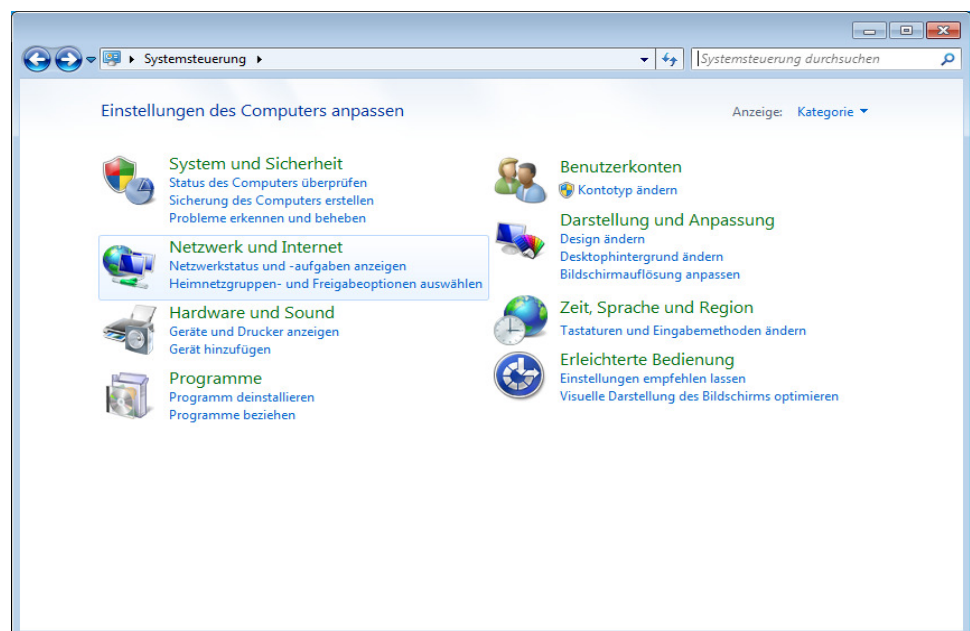 Systemsteuerung
Systemsteuerung durchsuchen
Einstellungen des Computers anpassen
Anzeige: Kategorie
System und Sicherheit
Status des Computers überprüfen
Sicherung des Computers erstellen
Probleme erkennen und beheben
Netzwerk und Internet
Netzwerkstatus und -aufgaben anzeigen
Heimnetzgruppen- und Freigabeoptionen auswählen
Hardware und Sound
Geräte und Drucker anzeigen
Gerät hinzufügen
Programme
Programm deinstallieren
Programme beziehen
Benutzerkonten
Kontotyp ändern
Darstellung und Anpassung
Design ändern
Desktophintergrund ändern
Bildschirmauflösung anpassen
Zeit, Sprache und Region
Tastaturen und Eingabemethoden ändern
Erleichterte Bedienung
Einstellungen empfehlen lassen
Visuelle Darstellung des Bildschirms optimieren